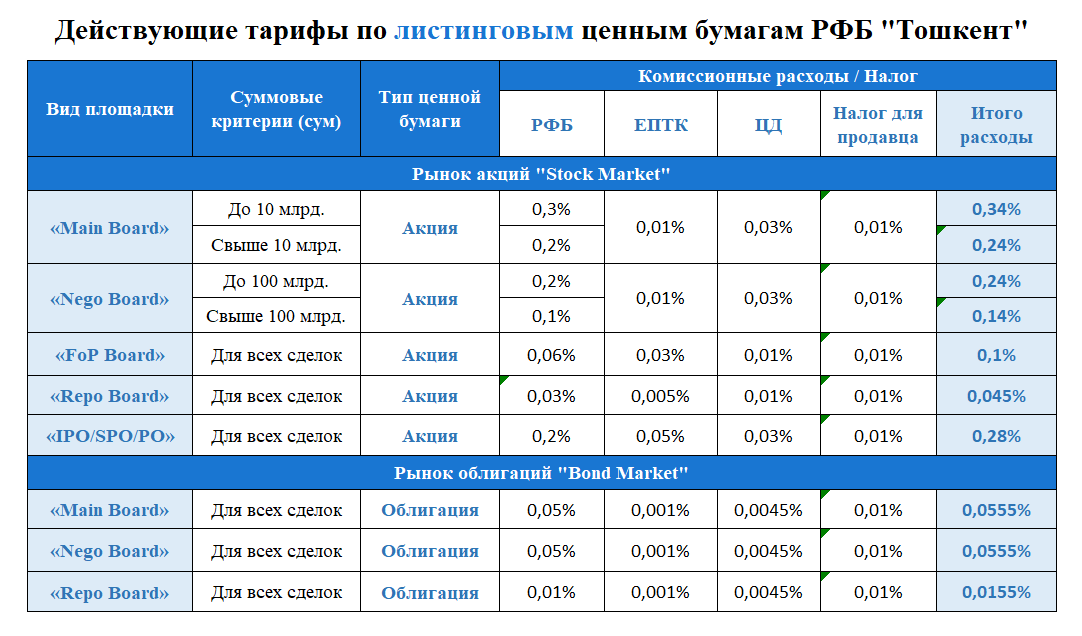 Действующие тарифы по листинговым ценным бумагам РФБ "Тошкент"
Вид площадки
Суммовые
критерии (сум)
Тип ценной
бумаги
Комиссионные расходы / Налог
РФБ
ЕПТК
ЦД
Налог для
продавца
Итого
расходы
Рынок акций "Stock Market"
«Main Board»
До 10 млрд.
Акция
0,3%
0,01%
0,03%
0,01%
0,34%
Свыше 10 млрд.
0,2%
0,24%
«Nego Board»
До 100 млрд.
Акция
0,2%
0,01%
0,03%
0,01%
0,24%
Свыше 100 млрд.
0,1%
0,14%
«FoP Board»
Для всех сделок
Акция
0,06%
0,03%
0,01%
0,01%
0,1%
«Repo Board»
Для всех сделок
Акция
0,03%
0,005%
0,01%
0,01%
0,045%
«IPO/SPO/PO»
Для всех сделок
Акция
0,2%
0,05%
0,03%
0,01%
0,28%
Рынок облигаций "Bond Market"
«Main Board»
Для всех сделок
Облигация
0,05%
0,001%
0,0045%
0,01%
0,0555%
«Nego Board»
Для всех сделок
Облигация
0,05%
0,001%
0,0045%
0,01%
0,0555%
«Repo Board»
Для всех сделок
Облигация
0,01%
0,001%
0,0045%
0,01%
0,0155%